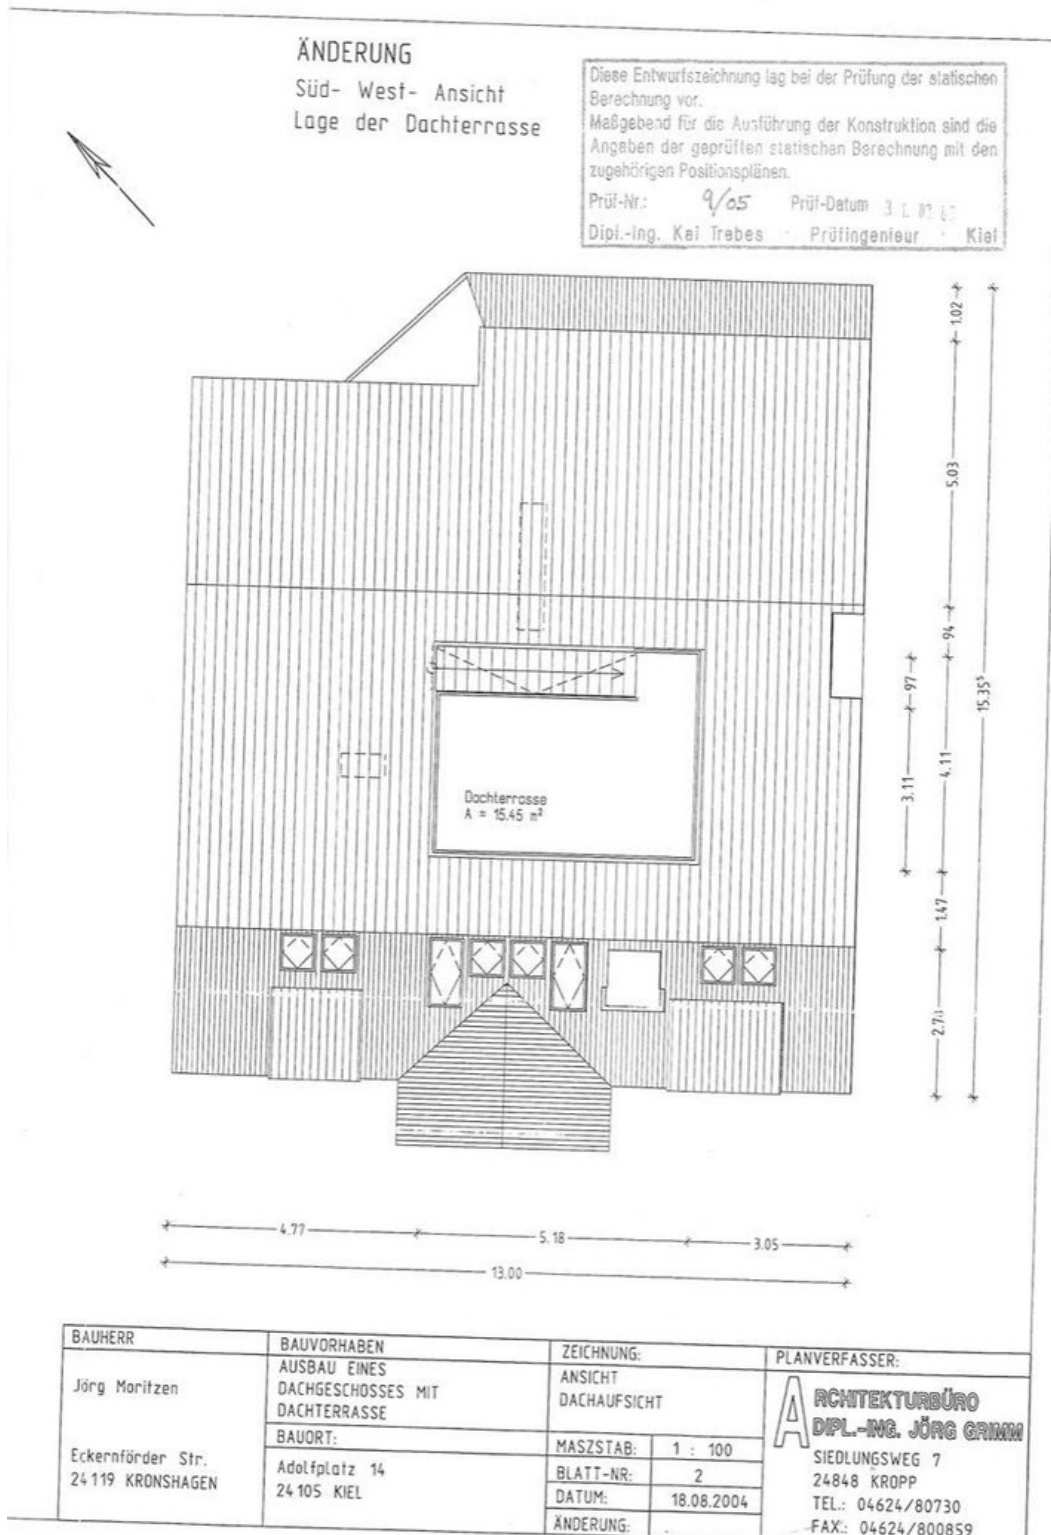 ÄNDERUNG
Süd- West- Ansicht
Lage der Dachterrasse
Diese Entwurfszeichnung lag bei der Prüfung der statischen
Berechnung vor.
Maßgebend für die Ausführung der Konstruktion sind die
Angaben der geprüften statischen Berechnung mit den
zugehörigen Positionsplänen.
Prüf-Nr.: 9/05 Prüf-Datum
Dipl.-Ing. Kai Trebes · Prüfingenieur · Kiel
1.02
5.03
94
97
15.35⁵
4.11
3.11
1.47
Dachterrasse
A = 15.45 m²
4.77
5.18
3.05
13.00
BAUHERR
Jörg Moritzen
Eckernförder Str.
24119 KRONSHAGEN
BAUVORHABEN
AUSBAU EINES
DACHGESCHOSSES MIT
DACHTERRASSE
BAUORT:
Adolfplatz 14
24105 KIEL
ZEICHNUNG:
ANSICHT
DACHAUFSICHT
MASZSTAB: 1 : 100
BLATT-NR: 2
DATUM: 18.08.2004
ÄNDERUNG:
PLANVERFASSER:
ARCHITEKTURBÜRO
DIPL.-ING. JÖRG GRIMM
SIEDLUNGSWEG 7
24848 KROPP
TEL.: 04624/80730
FAX.: 04624/800859